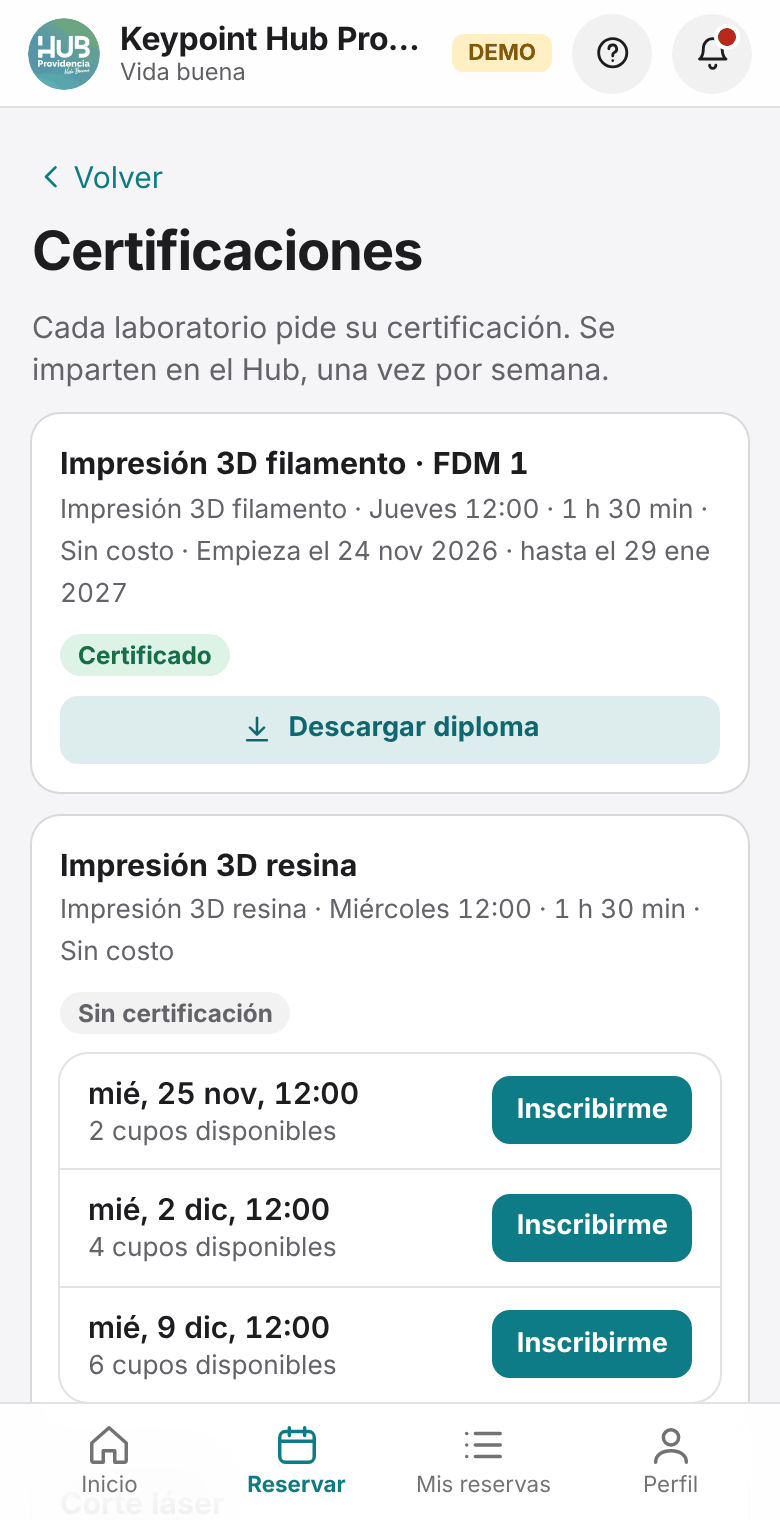 HUB
Providencia
Vida Buena
Keypoint Hub Pro...
Vida buena
DEMO
Volver
Certificaciones
Cada laboratorio pide su certificación. Se
imparten en el Hub, una vez por semana.
Impresión 3D filamento · FDM 1
Impresión 3D filamento · Jueves 12:00 · 1 h 30 min ·
Sin costo · Empieza el 24 nov 2026 · hasta el 29 ene
2027
Certificado
Descargar diploma
Impresión 3D resina
Impresión 3D resina · Miércoles 12:00 · 1 h 30 min ·
Sin costo
Sin certificación
mié, 25 nov, 12:00
2 cupos disponibles
Inscribirme
mié, 2 dic, 12:00
4 cupos disponibles
Inscribirme
mié, 9 dic, 12:00
6 cupos disponibles
Inscribirme
Inicio
Reservar
Mis reservas
Perfil
Corte láser